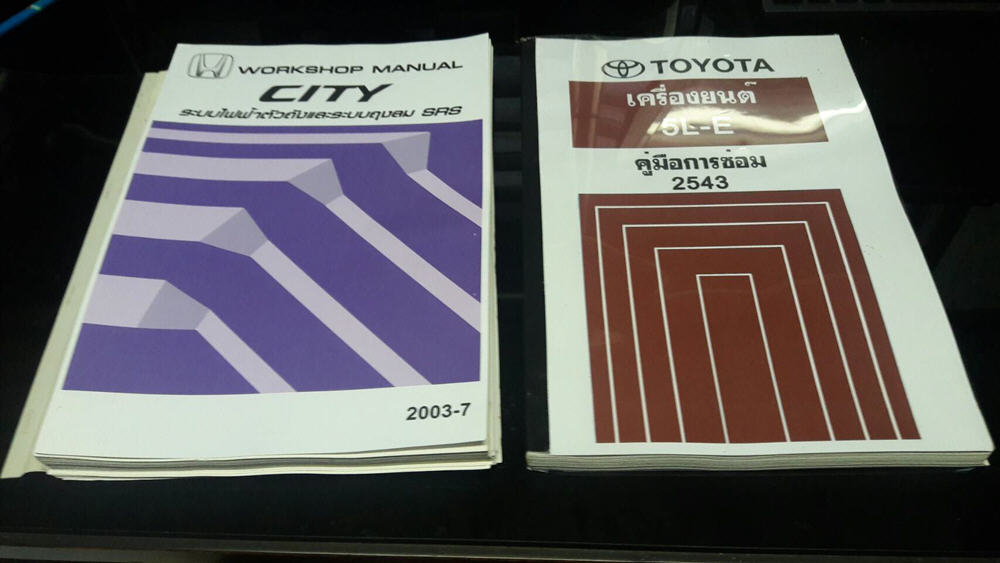 WORKSHOP MANUAL
CITY
ระบบไฟฟ้าตัวถังและระบบถุงลม SRS
2003-7
TOYOTA
เครื่องยนต์
5L-E
คู่มือการซ่อม
2543